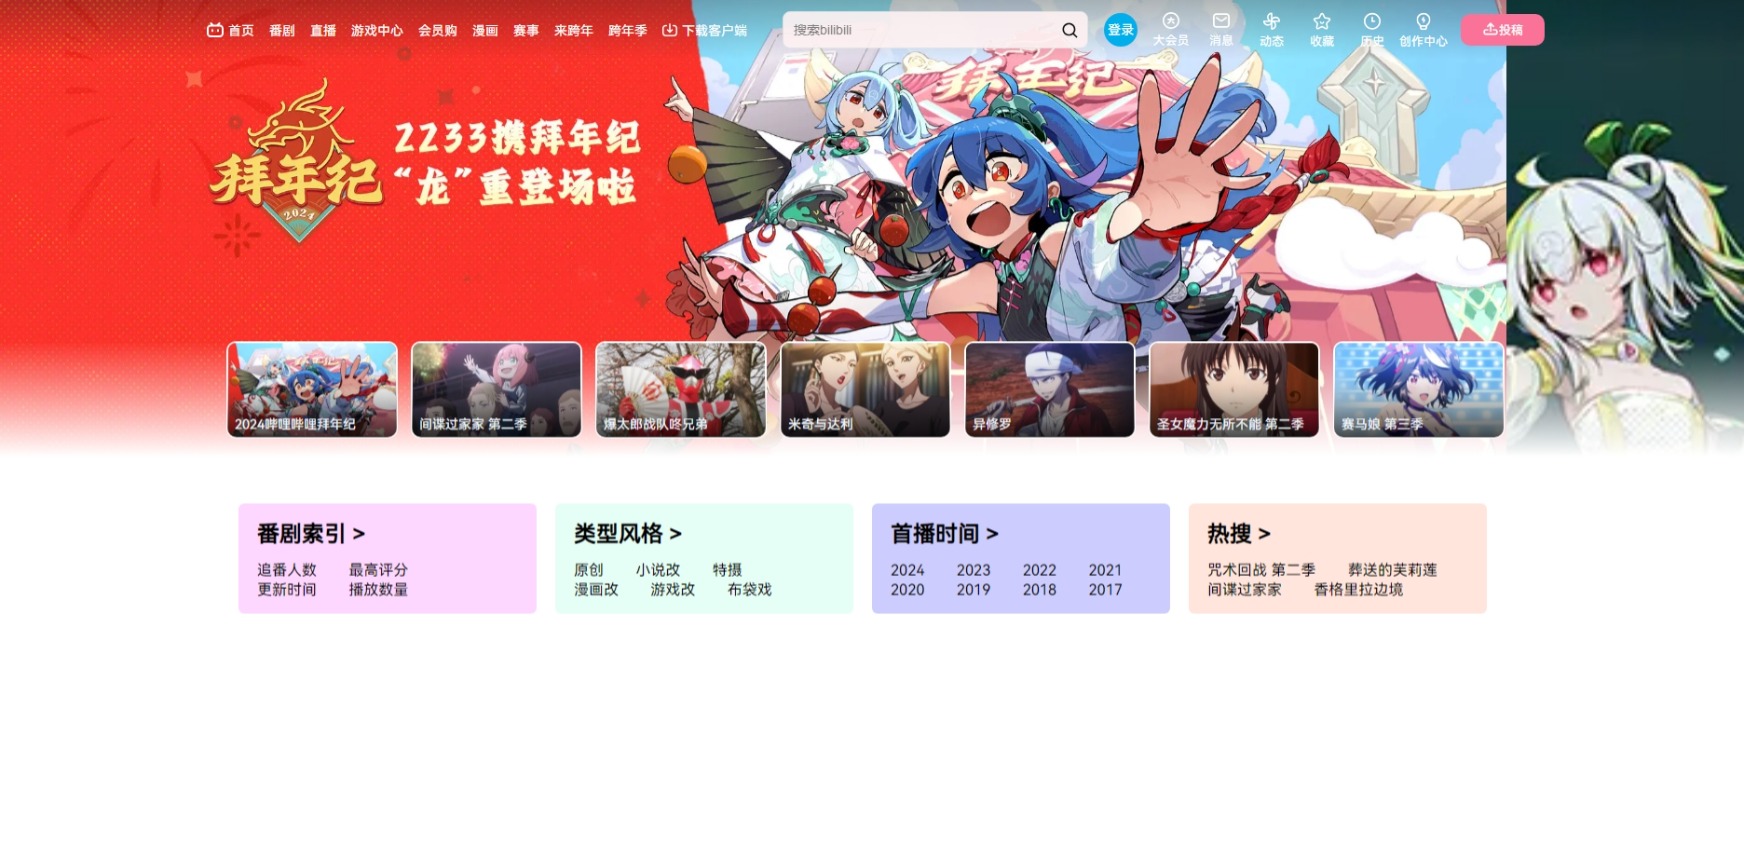 首页 番剧 直播 游戏中心 会员购 漫画 赛事 来跨年 跨年季 下载客户端 搜索bilibili 登录 大会员 消息 动态 收藏 历史 创作中心 投稿
拜年纪
拜年纪
2024
2233携拜年纪
“龙”重登场啦
2024哔哩哔哩拜年纪 间谍过家家 第二季 爆太郎战队咚兄弟 米奇与达利 异修罗 圣女魔力无所不能 第二季 赛马娘 第三季
番剧索引 >
追番人数 最高评分
更新时间 播放数量
类型风格 >
原创 小说改 特摄
漫画改 游戏改 布袋戏
首播时间 >
2024 2023 2022 2021
2020 2019 2018 2017
热搜 >
咒术回战 第二季 葬送的芙莉莲
间谍过家家 香格里拉边境